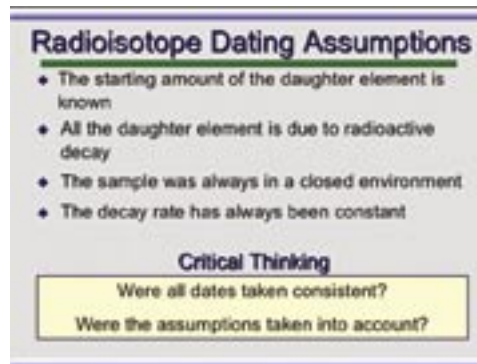 Radioisotope Dating Assumptions
The starting amount of the daughter element is
known
All the daughter element is due to radioactive
decay
The sample was always in a closed environment
The decay rate has always been constant
Critical Thinking
Were all dates taken consistent?
Were the assumptions taken into account?